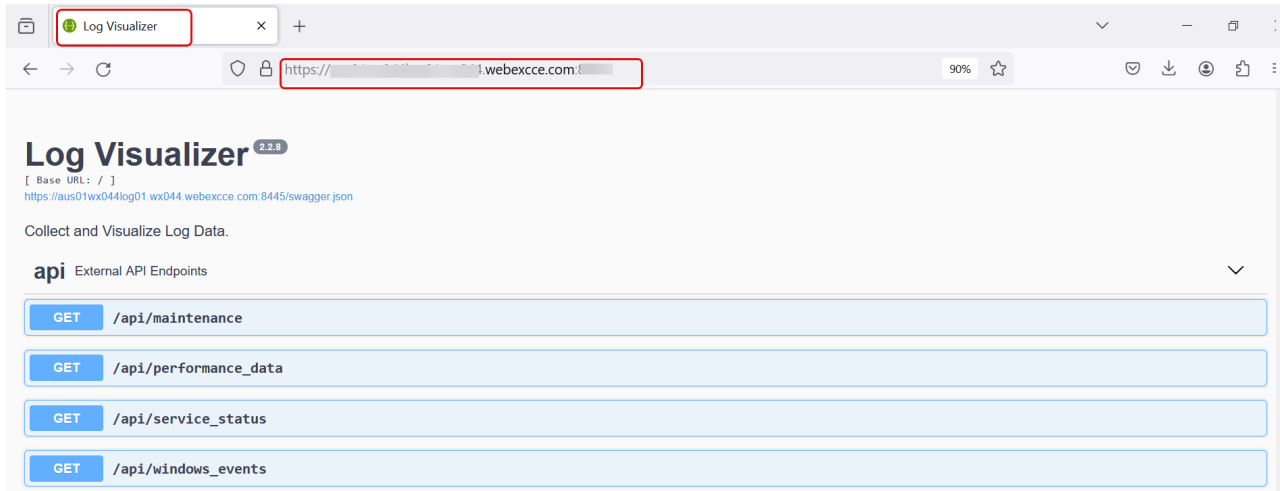 Log Visualizer
https:// .webexcce.com:
90%
Log Visualizer 2.2.8
[ Base URL: / ]
https://aus01wx044log01.wx044.webexcce.com:8445/swagger.json
Collect and Visualize Log Data.
api External API Endpoints
GET /api/maintenance
GET /api/performance_data
GET /api/service_status
GET /api/windows_events